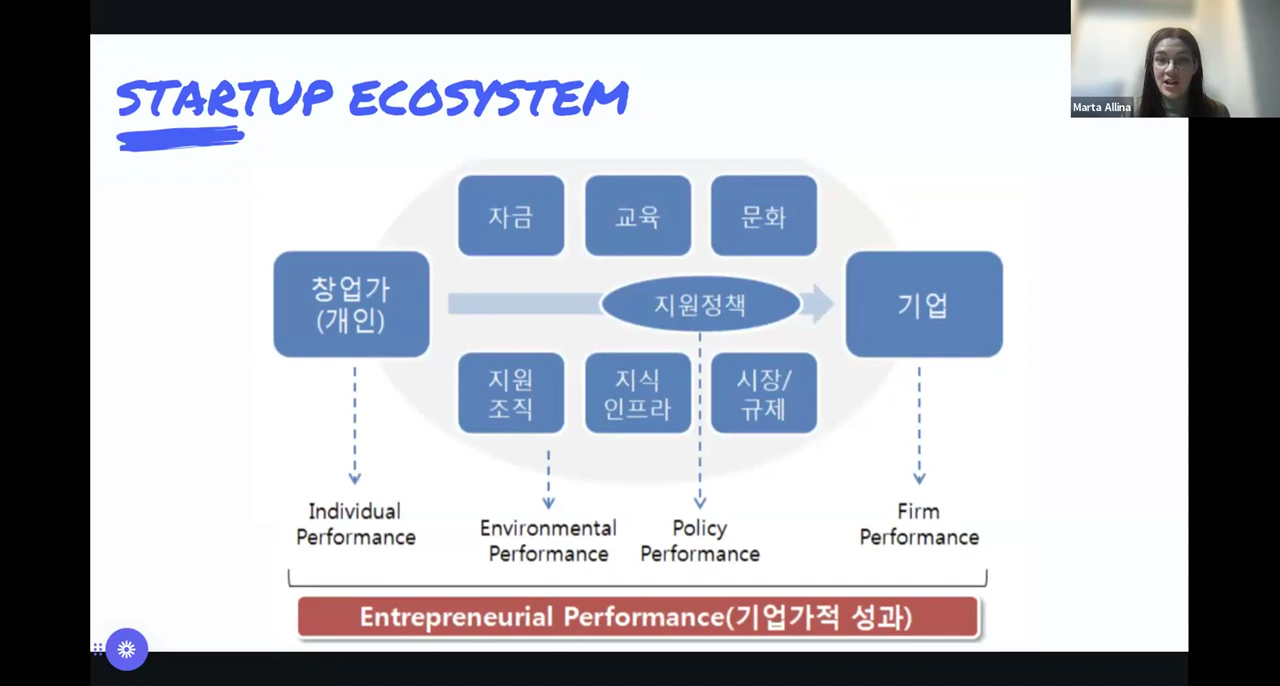 STARTUP ECOSYSTEM
Marta Allina
자금
교육
문화
창업가
(개인)
지원정책
기업
지원
조직
지식
인프라
시장/
규제
Individual
Performance
Environmental
Performance
Policy
Performance
Firm
Performance
Entrepreneurial Performance(기업가적 성과)